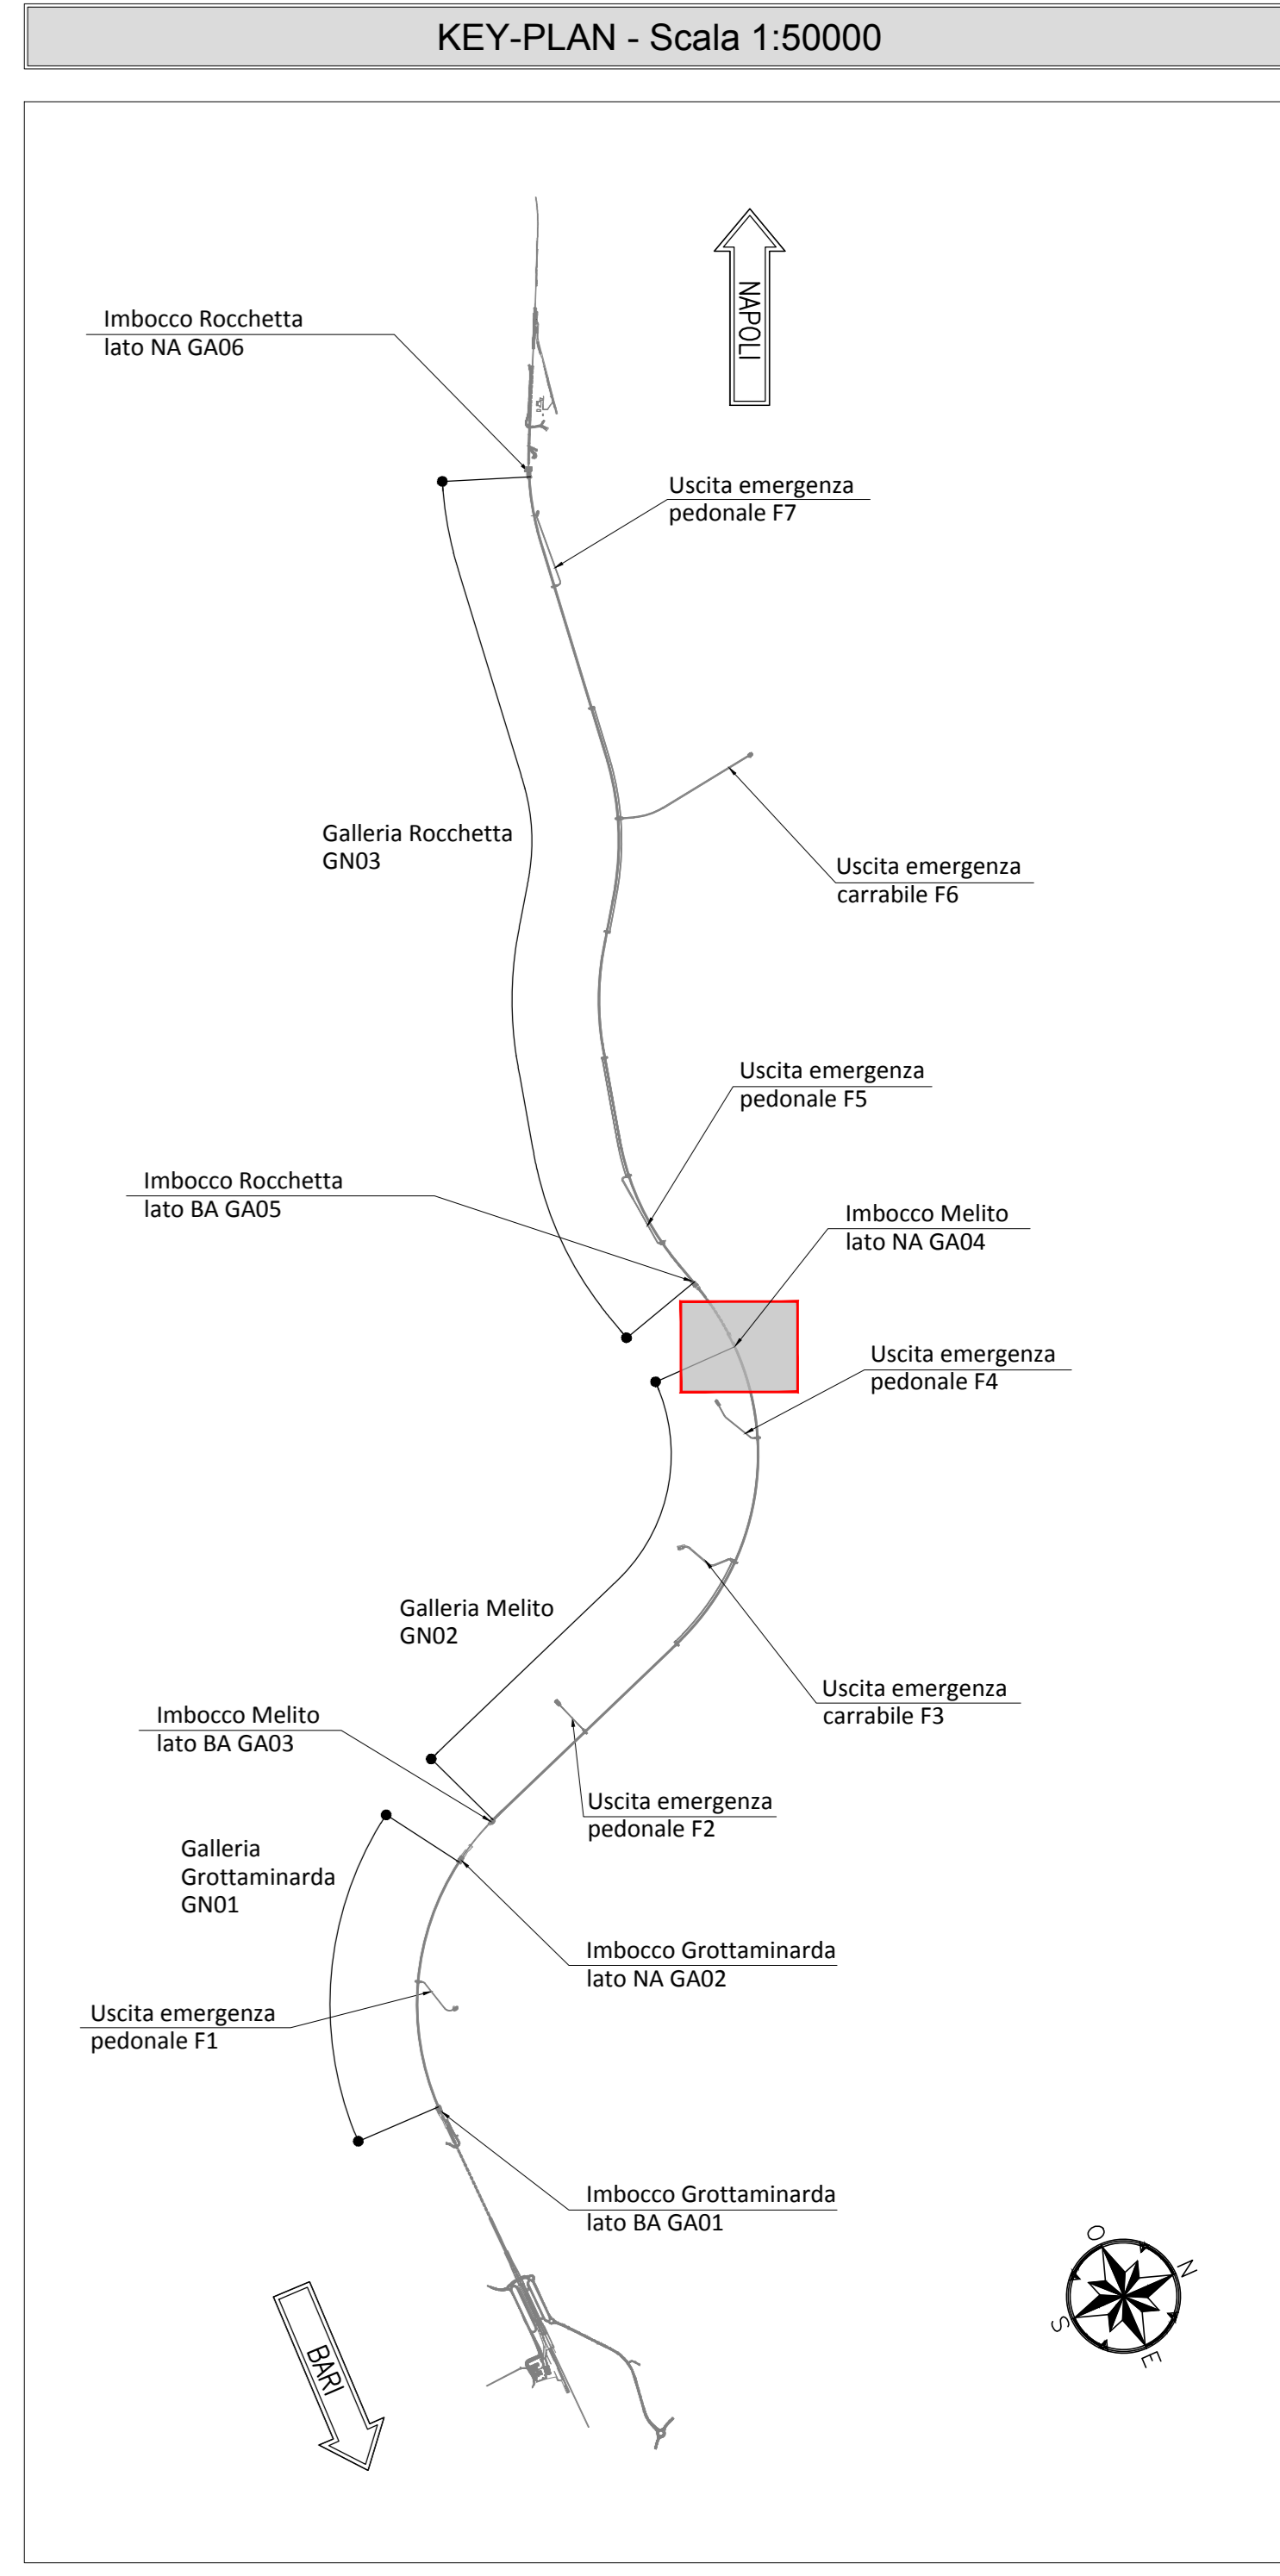 KEY-PLAN - Scala 1:50000
NAPOLI
Imbocco Rocchetta
lato NA GA06
Uscita emergenza
pedonale F7
Galleria Rocchetta
GN03
Uscita emergenza
carrabile F6
Uscita emergenza
pedonale F5
Imbocco Rocchetta
lato BA GA05
Imbocco Melito
lato NA GA04
Uscita emergenza
pedonale F4
Galleria Melito
GN02
Uscita emergenza
carrabile F3
Imbocco Melito
lato BA GA03
Uscita emergenza
pedonale F2
Galleria
Grottaminarda
GN01
Imbocco Grottaminarda
lato NA GA02
Uscita emergenza
pedonale F1
Imbocco Grottaminarda
lato BA GA01
O
N
S
E
BARI